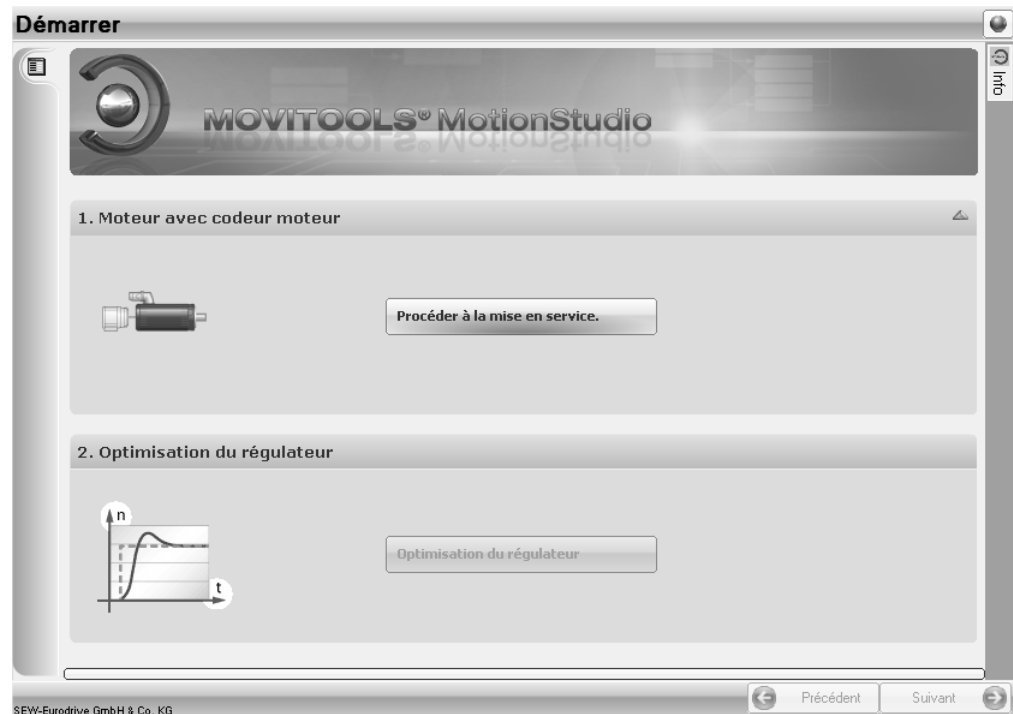 Démarrer
Info
MOVITOOLS® MotionStudio
1. Moteur avec codeur moteur
Procéder à la mise en service.
2. Optimisation du régulateur
n
t
Optimisation du régulateur
Précédent
Suivant
SEW-Eurodrive GmbH & Co. KG